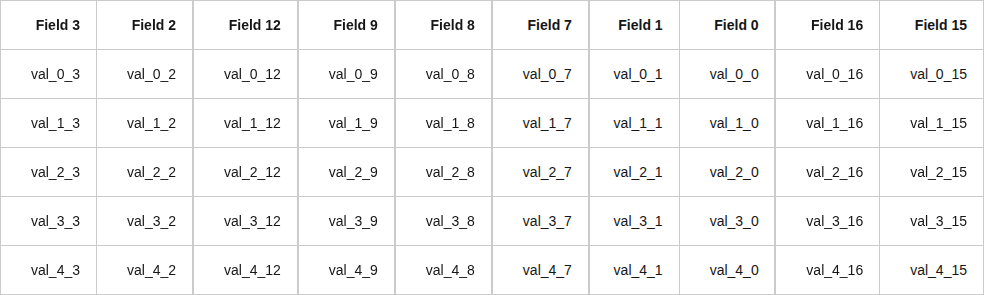 Field 3 Field 2 Field 12 Field 9 Field 8 Field 7 Field 1 Field 0 Field 16 Field 15
val_0_3 val_0_2 val_0_12 val_0_9 val_0_8 val_0_7 val_0_1 val_0_0 val_0_16 val_0_15
val_1_3 val_1_2 val_1_12 val_1_9 val_1_8 val_1_7 val_1_1 val_1_0 val_1_16 val_1_15
val_2_3 val_2_2 val_2_12 val_2_9 val_2_8 val_2_7 val_2_1 val_2_0 val_2_16 val_2_15
val_3_3 val_3_2 val_3_12 val_3_9 val_3_8 val_3_7 val_3_1 val_3_0 val_3_16 val_3_15
val_4_3 val_4_2 val_4_12 val_4_9 val_4_8 val_4_7 val_4_1 val_4_0 val_4_16 val_4_15